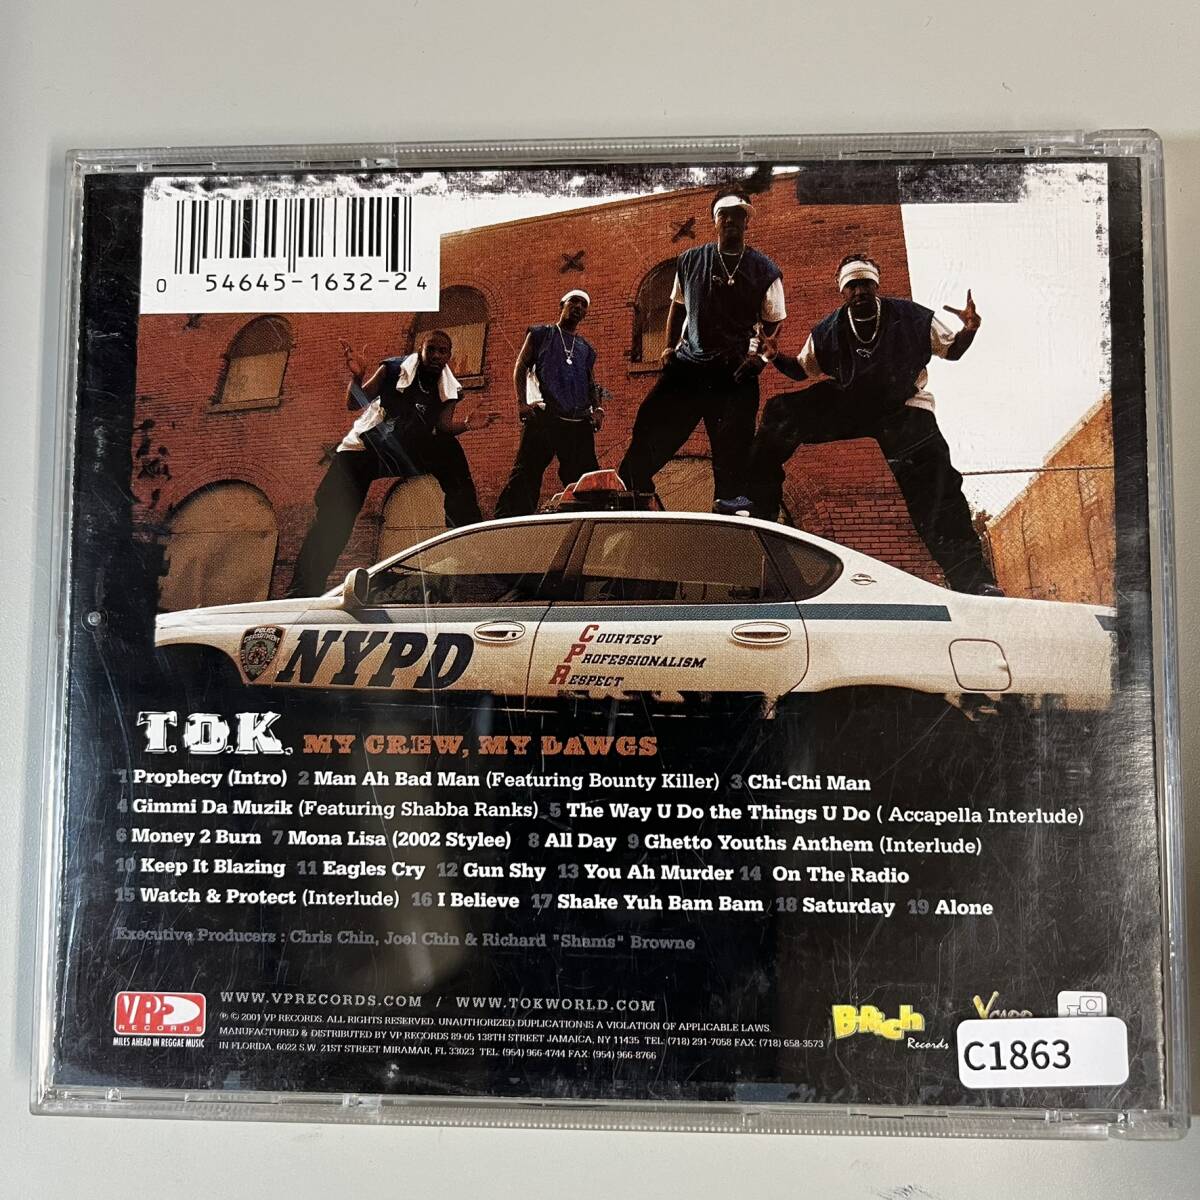 0 54645-1632-2 4
POLICE DEPARTMENT
NYPD
COURTESY
PROFESSIONALISM
RESPECT
T.O.K. MY CREW, MY DAWGS
1 Prophecy (Intro) 2 Man Ah Bad Man (Featuring Bounty Killer) 3 Chi-Chi Man
4 Gimmi Da Muzik (Featuring Shabba Ranks) 5 The Way U Do the Things U Do ( Accapella Interlude)
6 Money 2 Burn 7 Mona Lisa (2002 Stylee) 8 All Day 9 Ghetto Youths Anthem (Interlude)
10 Keep It Blazing 11 Eagles Cry 12 Gun Shy 13 You Ah Murder 14 On The Radio
15 Watch & Protect (Interlude) 16 I Believe 17 Shake Yuh Bam Bam 18 Saturday 19 Alone
Executive Producers : Chris Chin, Joel Chin & Richard "Shams" Browne
VP RECORDS
MILES AHEAD IN REGGAE MUSIC
WWW.VPRECORDS.COM / WWW.TOKWORLD.COM
℗ © 2001 VP RECORDS. ALL RIGHTS RESERVED. UNAUTHORIZED DUPLICATION IS A VIOLATION OF APPLICABLE LAWS.
MANUFACTURED & DISTRIBUTED BY VP RECORDS 89-05 138TH STREET JAMAICA, NY 11435 TEL: (718) 291-7058 FAX: (718) 658-3573
IN FLORIDA, 6022 S.W. 21ST STREET MIRAMAR, FL 33023 TEL: (954) 966-4744 FAX: (954) 966-8766
B-Rich Records
C1863